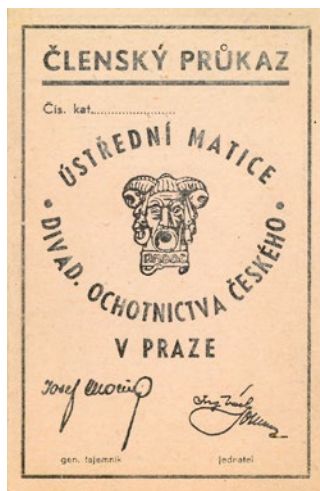 ČLENSKÝ PRŮKAZ
Čís. kat.
ÚSTŘEDNÍ MATICE
• DIVAD. OCHOTNICTVA ČESKÉHO •
V PRAZE
Josef
gen. tajemník
jednatel